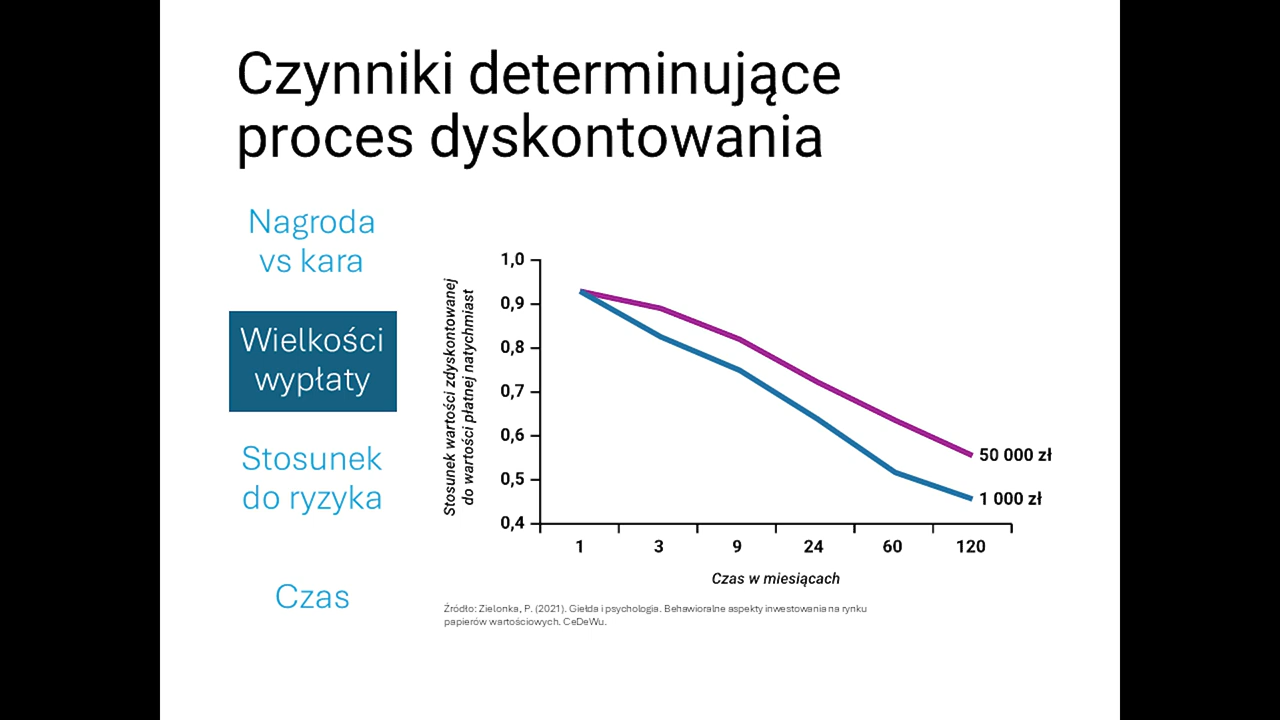 Czynniki determinujące
proces dyskontowania
Nagroda
vs kara
Wielkości
wypłaty
Stosunek
do ryzyka
Czas
Stosunek wartości zdyskontowanej
do wartości płatnej natychmiast
1,0
0,9
0,8
0,7
0,6
0,5
0,4
50 000 zł
1 000 zł
1 3 9 24 60 120
Czas w miesiącach
Źródło: Zielonka, P. (2021). Giełda i psychologia. Behawioralne aspekty inwestowania na rynku
papierów wartościowych. CeDeWu.